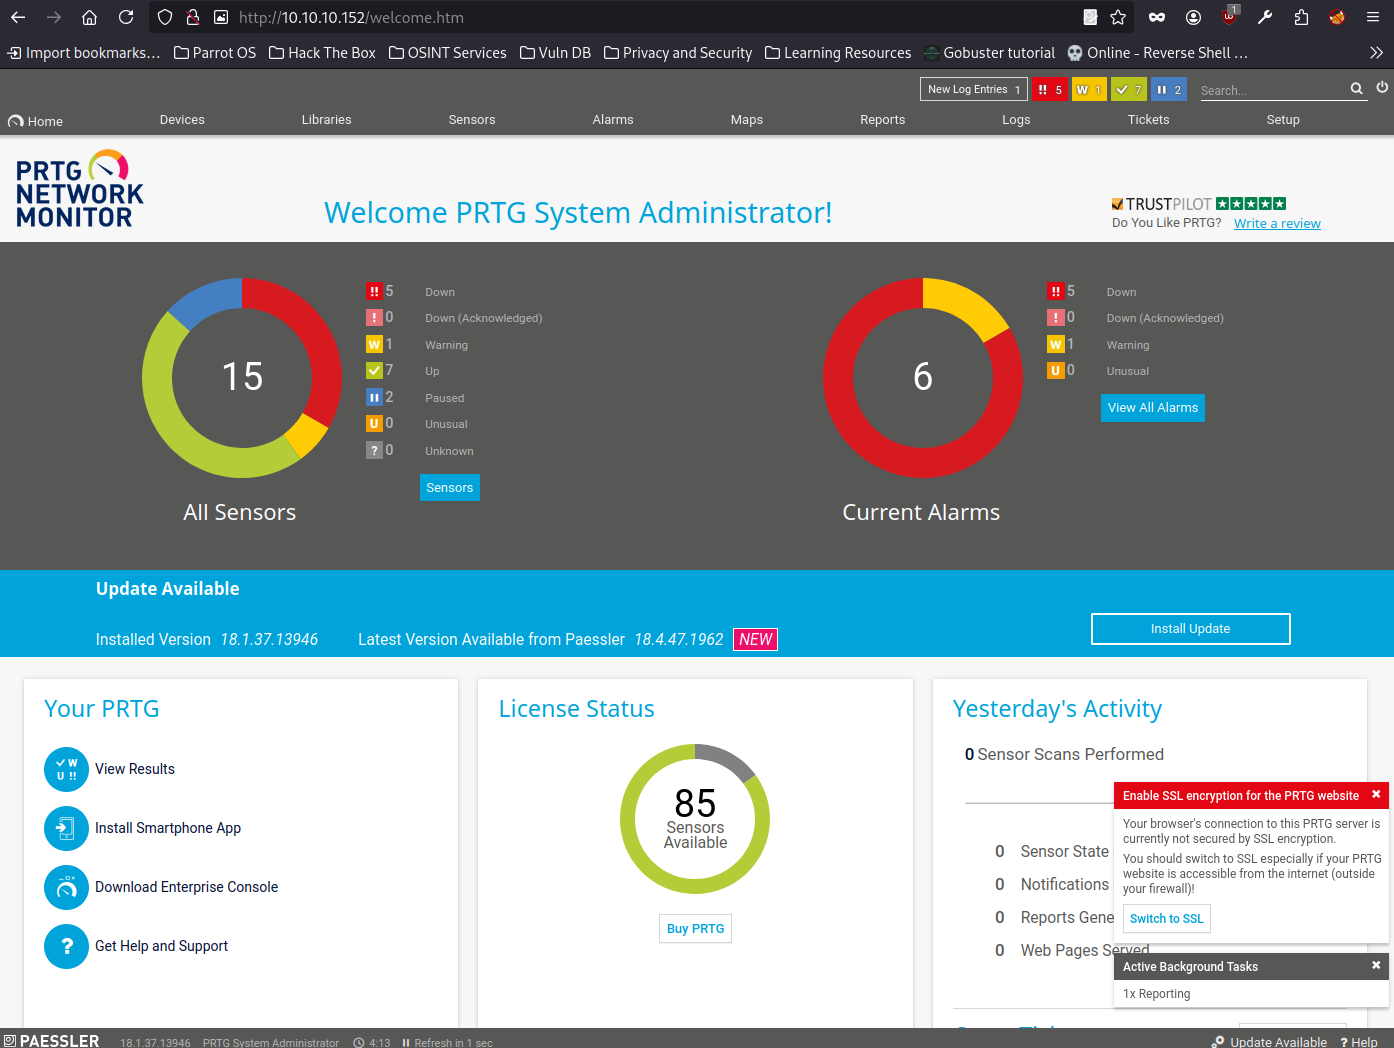 http://10.10.10.152/welcome.htm
1
Import bookmarks... Parrot OS Hack The Box OSINT Services Vuln DB Privacy and Security Learning Resources Gobuster tutorial Online - Reverse Shell ...
New Log Entries 1 !! 5 W 1 7 2 Search...
Home Devices Libraries Sensors Alarms Maps Reports Logs Tickets Setup
PRTG
NETWORK
MONITOR
Welcome PRTG System Administrator!
TRUSTPILOT
Do You Like PRTG? Write a review
15
!! 5 Down
! 0 Down (Acknowledged)
W 1 Warning
7 Up
2 Paused
U 0 Unusual
? 0 Unknown
Sensors
All Sensors
6
!! 5 Down
! 0 Down (Acknowledged)
W 1 Warning
U 0 Unusual
View All Alarms
Current Alarms
Update Available
Installed Version 18.1.37.13946 Latest Version Available from Paessler 18.4.47.1962 NEW
Install Update
Your PRTG
W
U !!
View Results
Install Smartphone App
Download Enterprise Console
? Get Help and Support
License Status
85
Sensors
Available
Buy PRTG
Yesterday's Activity
0 Sensor Scans Performed
0 Sensor State
0 Notifications
0 Reports Gene
0 Web Pages Served
Enable SSL encryption for the PRTG website
Your browser's connection to this PRTG server is
currently not secured by SSL encryption.
You should switch to SSL especially if your PRTG
website is accessible from the internet (outside
your firewall)!
Switch to SSL
Active Background Tasks
1x Reporting
PAESSLER 18.1.37.13946 PRTG System Administrator 4:13 Refresh in 1 sec Update Available ? Help